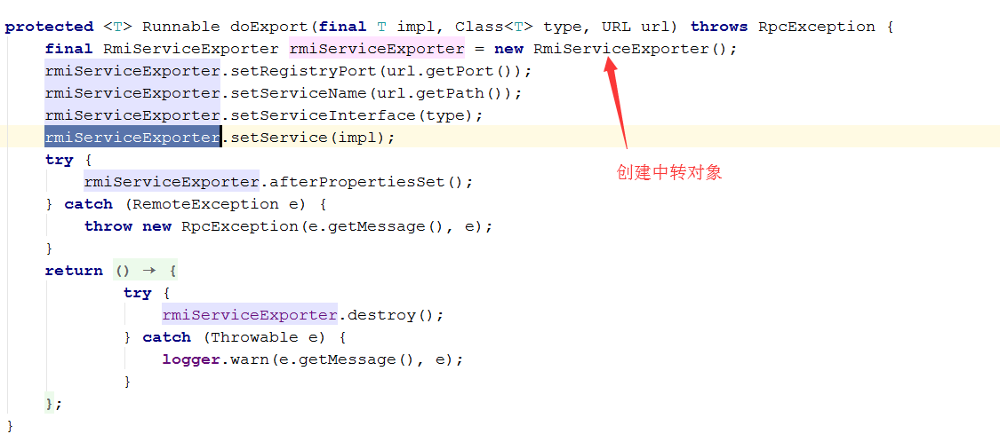 protected <T> Runnable doExport(final T impl, Class<T> type, URL url) throws RpcException {
    final RmiServiceExporter rmiServiceExporter = new RmiServiceExporter();
    rmiServiceExporter.setRegistryPort(url.getPort());
    rmiServiceExporter.setServiceName(url.getPath());
    rmiServiceExporter.setServiceInterface(type);
    rmiServiceExporter.setService(impl);
    try {
创建中转对象
        rmiServiceExporter.afterPropertiesSet();
    } catch (RemoteException e) {
        throw new RpcException(e.getMessage(), e);
    }
    return () → {
            try {
                rmiServiceExporter.destroy();
            } catch (Throwable e) {
                logger.warn(e.getMessage(), e);
            }
    };
}